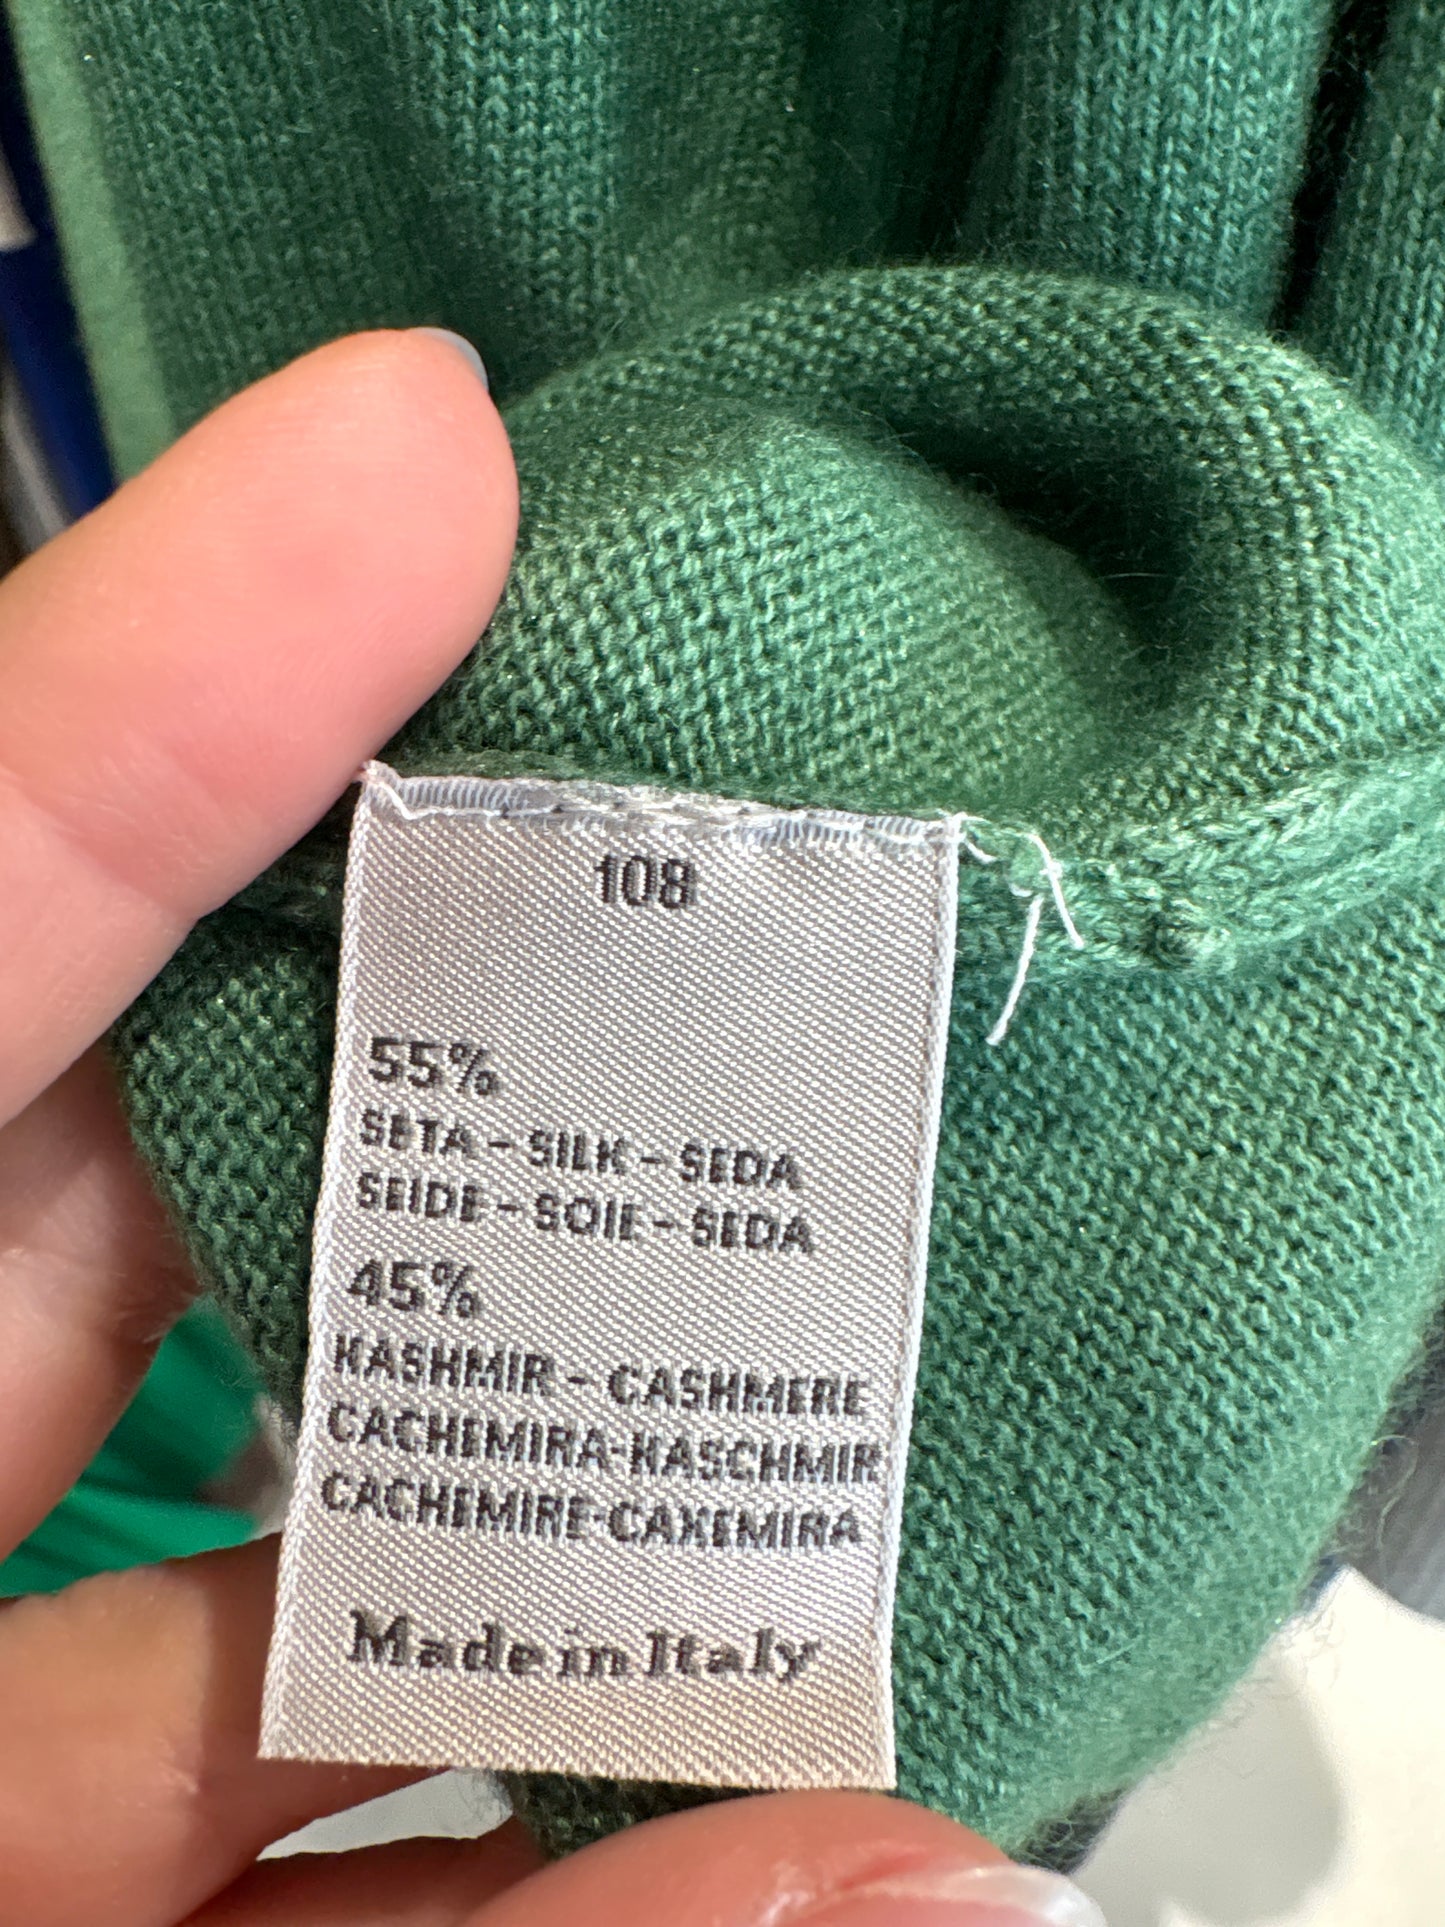 108
55%
SETA - SILK - SEDA
SEIDE - SOIE - SEDA
45%
KASHMIR - CASHMERE
CACHEMIRA-KASCHMIR
CACHEMIRE-CAXEMIRA
Made in Italy